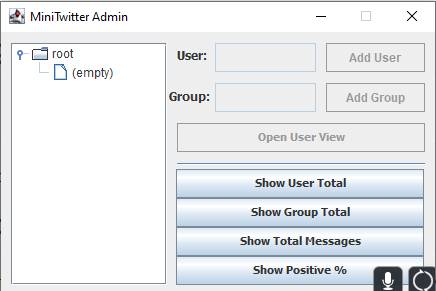 MiniTwitter Admin
root
(empty)
User:
Add User
Group:
Add Group
Open User View
Show User Total
Show Group Total
Show Total Messages
Show Positive %